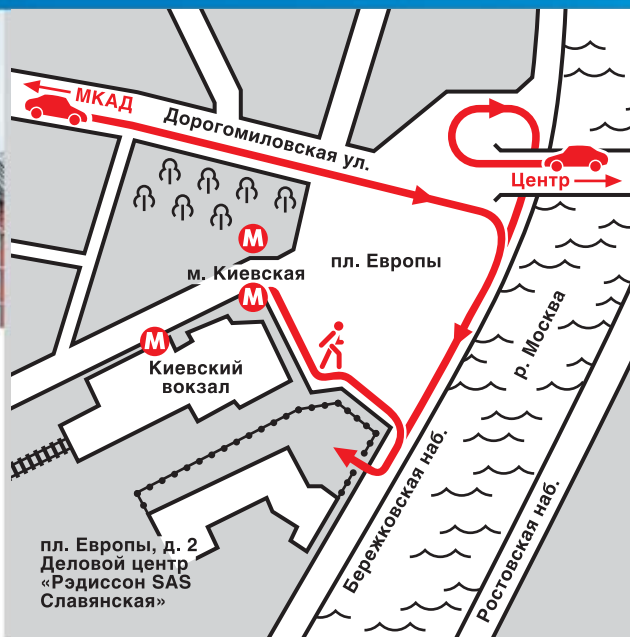 МКАД
Дорогомиловская ул.
Центр
М
м. Киевская
М
пл. Европы
М
Киевский
вокзал
р. Москва
Бережковская наб.
Ростовская наб.
пл. Европы, д. 2
Деловой центр
«Рэдиссон SAS
Славянская»